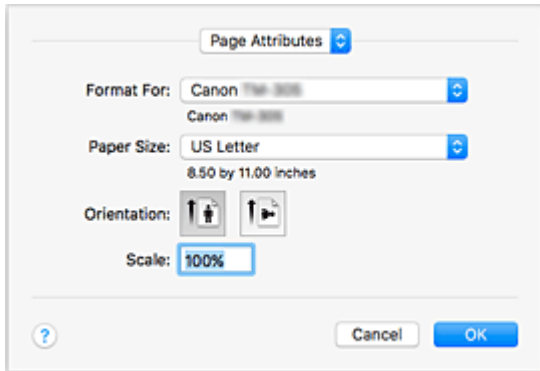 Page Attributes
Format For: Canon
Canon
Paper Size: US Letter
8.50 by 11.00 inches
Orientation:
Scale: 100%
? Cancel OK